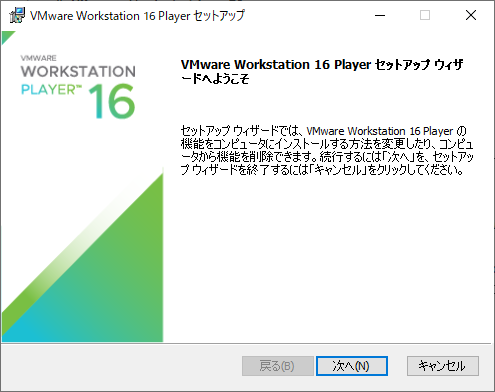 VMware Workstation 16 Player セットアップ
VMWARE
WORKSTATION
PLAYER™ 16
VMware Workstation 16 Player セットアップ ウィザ
ードへようこそ
セットアップ ウィザードでは、VMware Workstation 16 Player の
機能をコンピュータにインストールする方法を変更したり、コンピュ
ータから機能を削除できます。続行するには「次へ」を、セットアッ
プ ウィザードを終了するには「キャンセル」をクリックしてください。
戻る(B)
次へ(N)
キャンセル